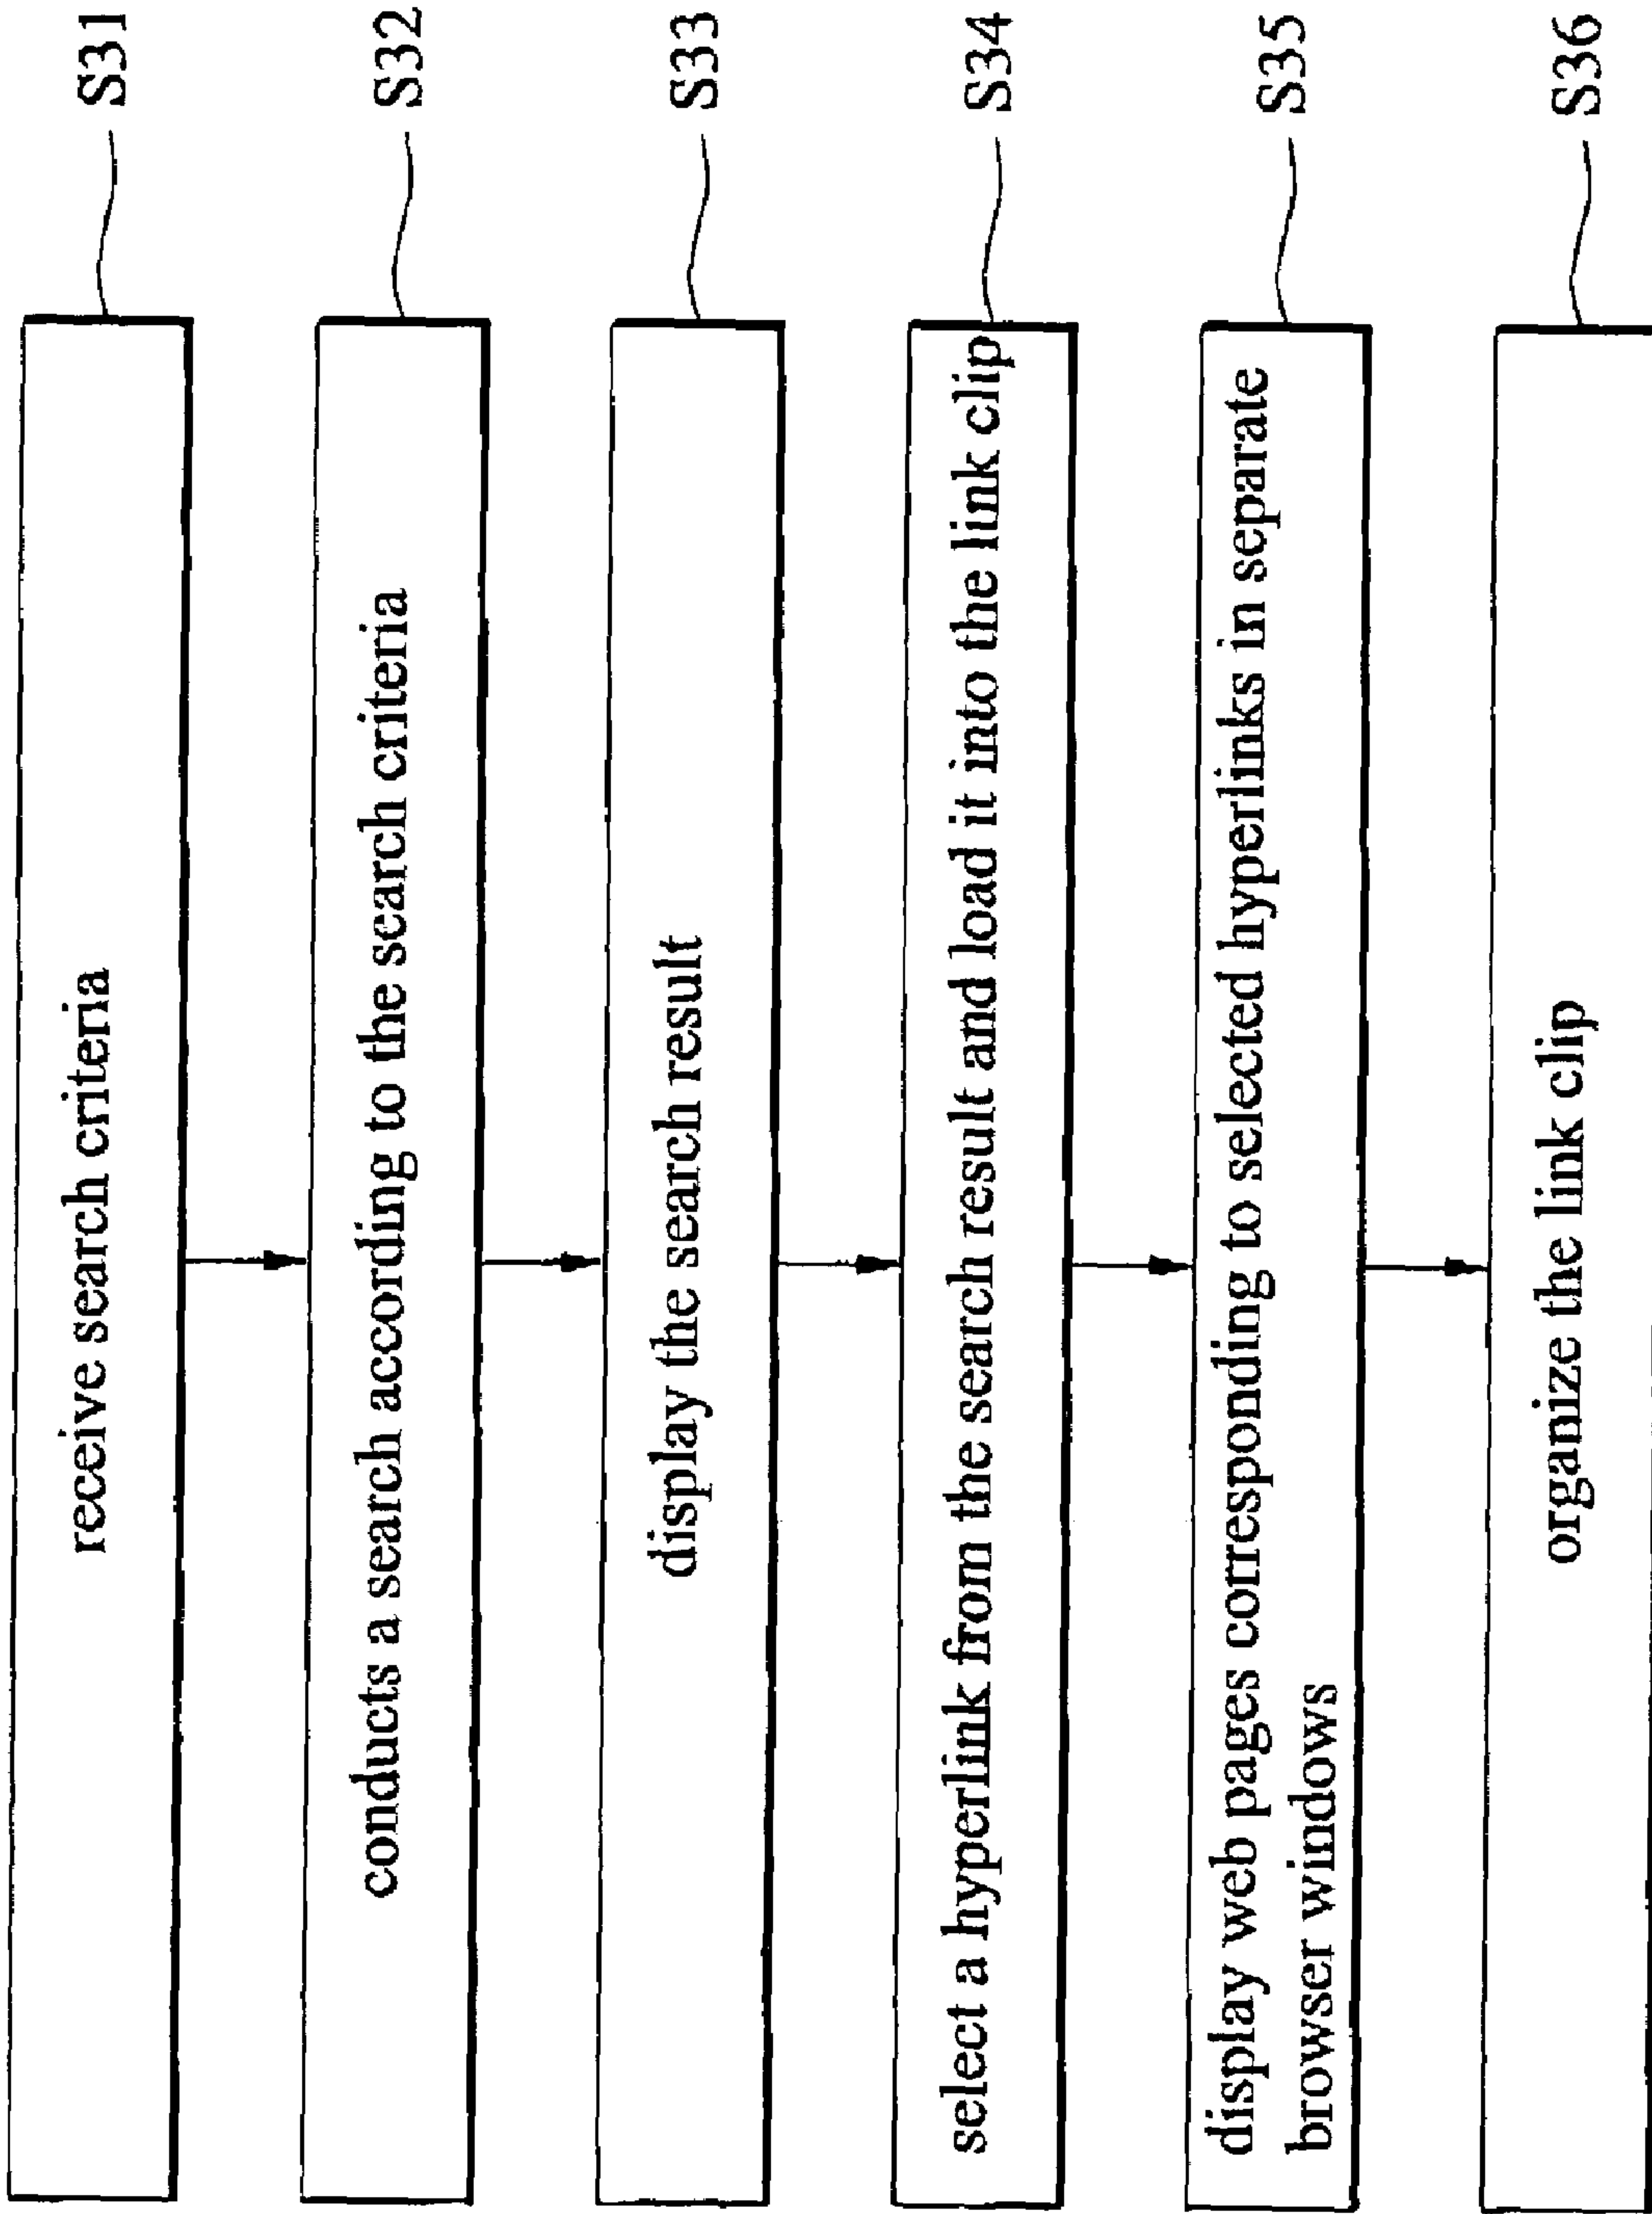 receive search criteria
S31
conducts a search according to the search criteria
S32
display the search result
S33
select a hyperlink from the search result and load it into the link clip
S34
display web pages corresponding to selected hyperlinks in separate
browser windows
S35
organize the link clip
S36